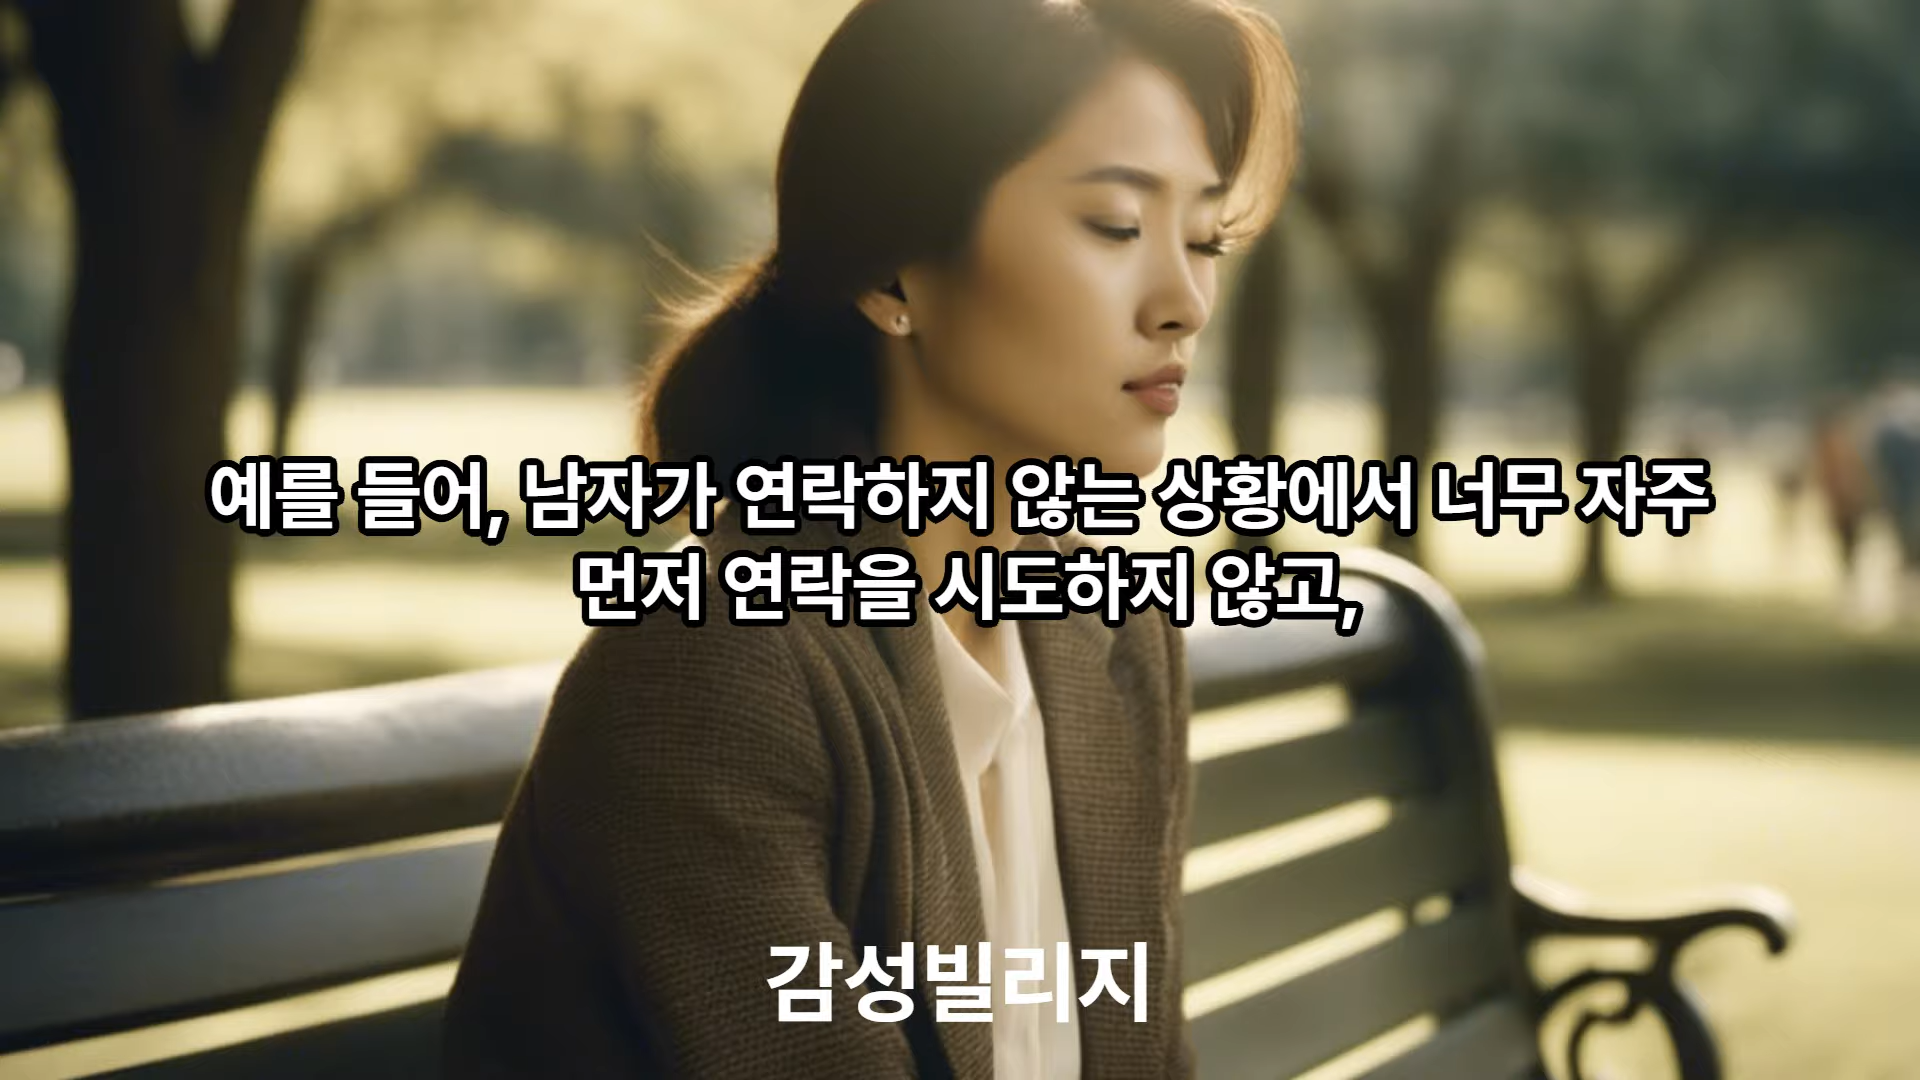 예를 들어, 남자가 연락하지 않는 상황에서 너무 자주
먼저 연락을 시도하지 않고,
감성빌리지